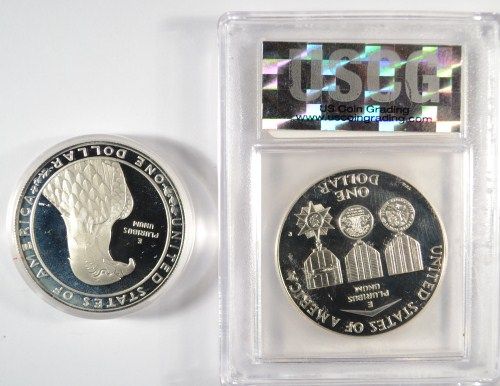 UNITED STATES OF AMERICA
ONE DOLLAR
E
PLURIBUS
UNUM
USCG
US Coin Grading
www.uscoingrading.com
ONE
DOLLAR
UNITED STATES OF AMERICA
E
PLURIBUS
UNUM